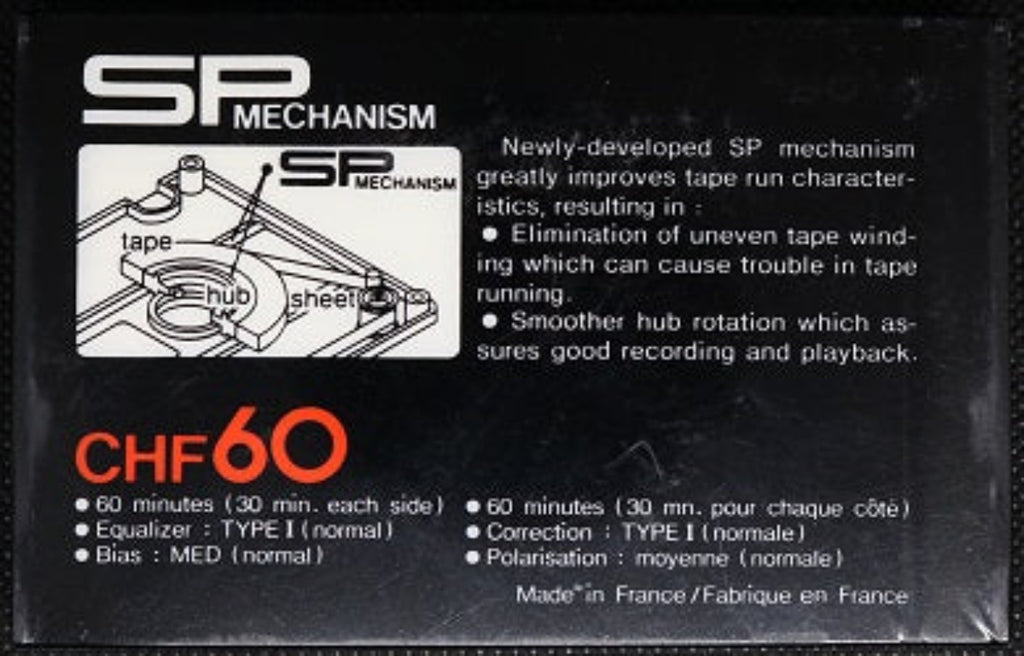 SP MECHANISM
SP MECHANISM
tape
hub
sheet
Newly-developed SP mechanism
greatly improves tape run character-
istics, resulting in :
● Elimination of uneven tape wind-
ing which can cause trouble in tape
running.
● Smoother hub rotation which as-
sures good recording and playback.
CHF60
● 60 minutes (30 min. each side)
● Equalizer : TYPE I (normal)
● Bias : MED (normal)
● 60 minutes (30 mn. pour chaque côté)
● Correction : TYPE I (normale)
● Polarisation : moyenne (normale)
Made in France/Fabrique en France